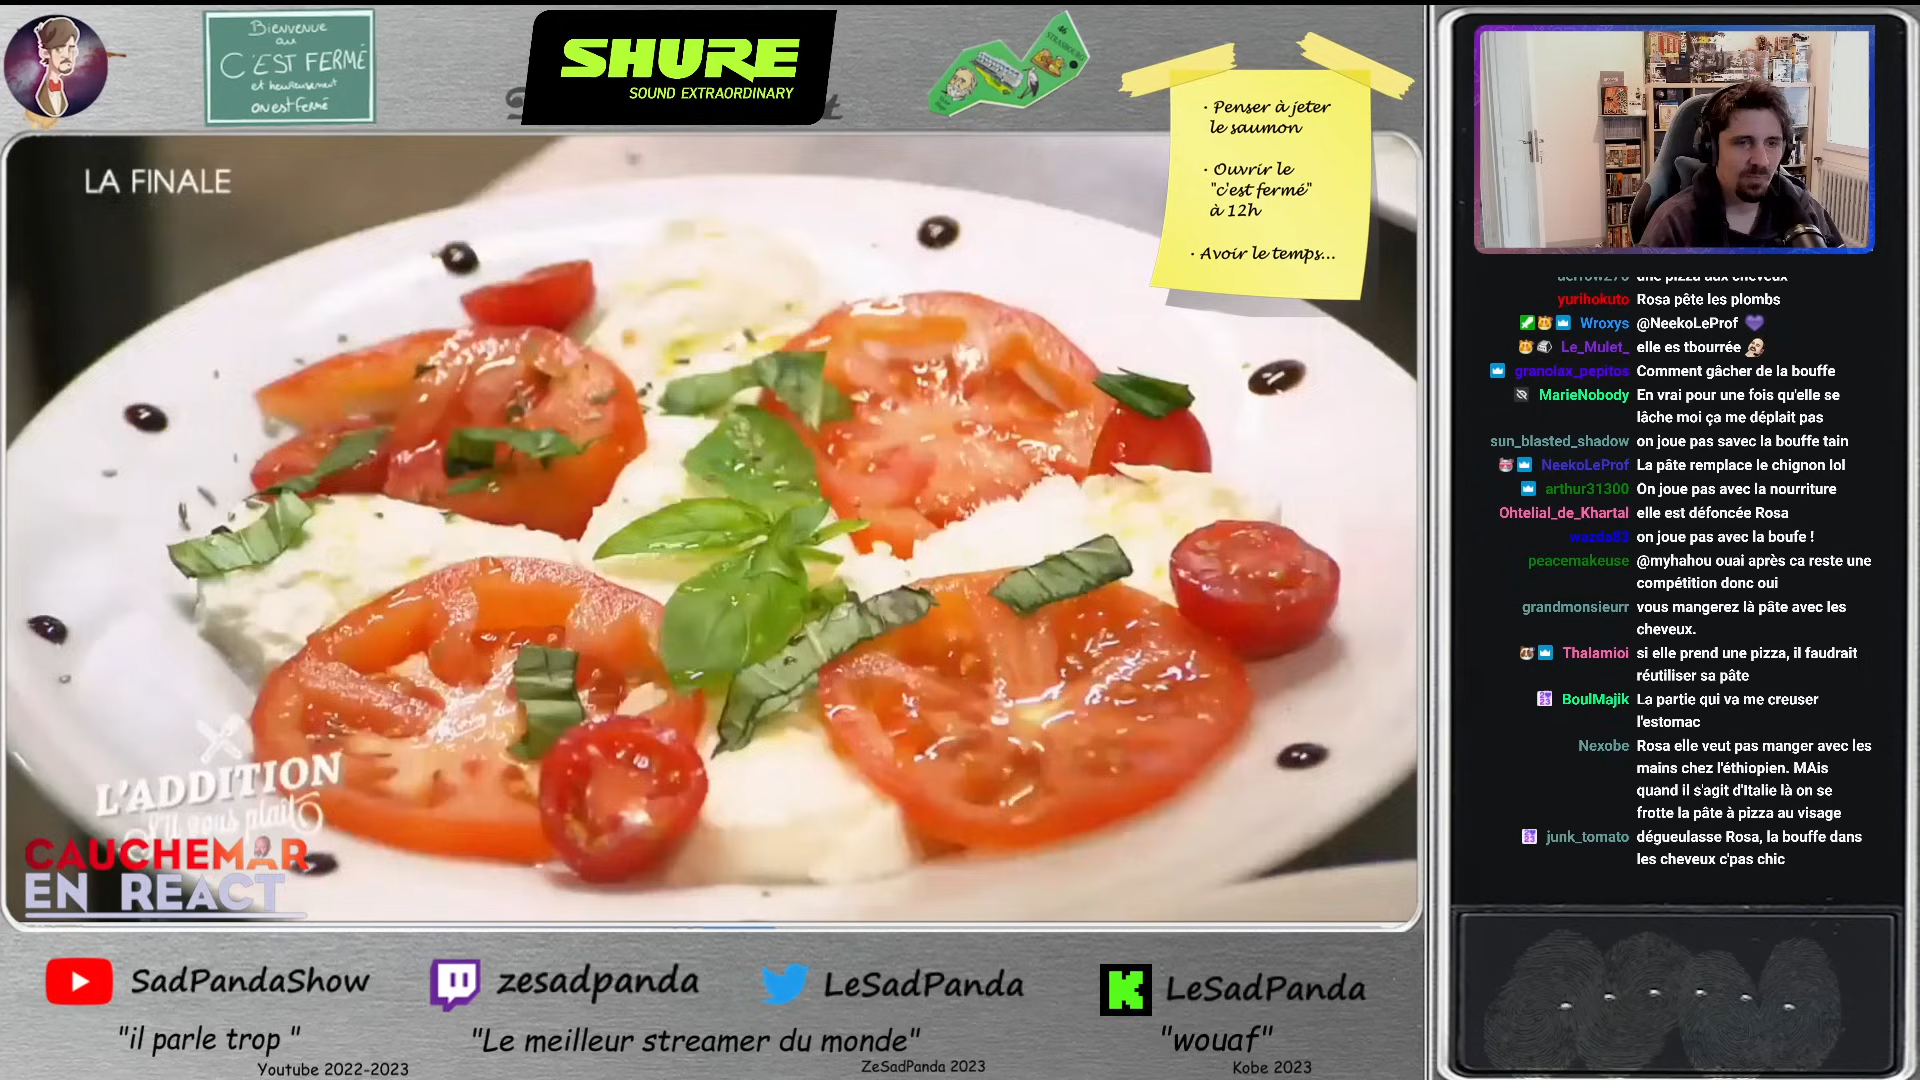 Bienvenue
au
C'EST FERMÉ
et heureusement
on est fermé
SHURE
SOUND EXTRAORDINARY
STRASBOURG
· Penser à jeter
le saumon
· Ouvrir le
"c'est fermé"
à 12h
· Avoir le temps...
LA FINALE
L'ADDITION
S'il vous plaît
CAUCHEMAR
EN REACT
une pizza aux cheveux
yurihokuto Rosa pête les plombs
Wroxys @NeekoLeProf
Le_Mulet_ elle es tbourrée
granolax_pepitos Comment gâcher de la bouffe
MarieNobody En vrai pour une fois qu'elle se
lâche moi ça me déplait pas
sun_blasted_shadow on joue pas savec la bouffe tain
NeekoLeProf La pâte remplace le chignon lol
arthur31300 On joue pas avec la nourriture
Ohtelial_de_Khartal elle est défoncée Rosa
wazda83 on joue pas avec la boufe !
peacemakeuse @myhahou ouai après ca reste une
compétition donc oui
grandmonsieurr vous mangerez là pâte avec les
cheveux.
Thalamioi si elle prend une pizza, il faudrait
réutiliser sa pâte
BoulMajik La partie qui va me creuser
l'estomac
Nexobe Rosa elle veut pas manger avec les
mains chez l'éthiopien. MAis
quand il s'agit d'Italie là on se
frotte la pâte à pizza au visage
junk_tomato dégueulasse Rosa, la bouffe dans
les cheveux c'pas chic
SadPandaShow
zesadpanda
LeSadPanda
LeSadPanda
"il parle trop "
Youtube 2022-2023
"Le meilleur streamer du monde"
ZeSadPanda 2023
"wouaf"
Kobe 2023